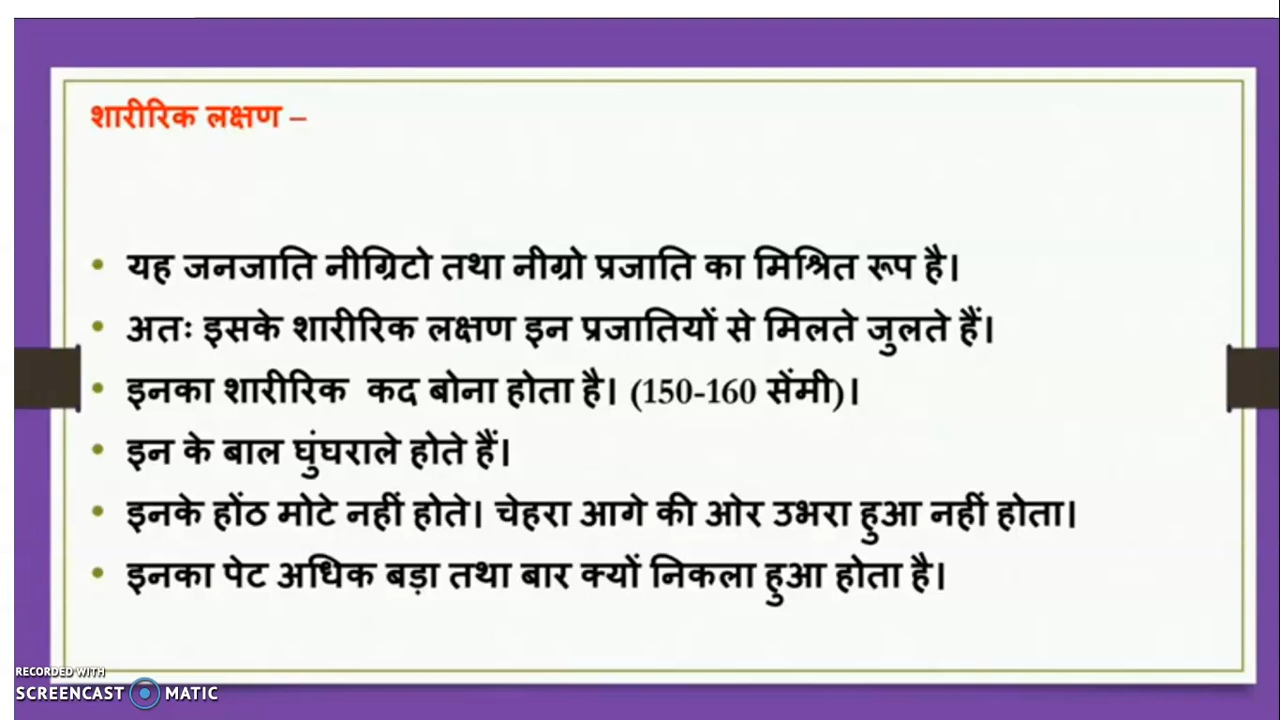 शारीरिक लक्षण –
• यह जनजाति नीग्रिटो तथा नीग्रो प्रजाति का मिश्रित रूप है।
• अतः इसके शारीरिक लक्षण इन प्रजातियों से मिलते जुलते हैं।
• इनका शारीरिक कद बोना होता है। (150-160 सेंमी)।
• इन के बाल घुंघराले होते हैं।
• इनके होंठ मोटे नहीं होते। चेहरा आगे की ओर उभरा हुआ नहीं होता।
• इनका पेट अधिक बड़ा तथा बार क्यों निकला हुआ होता है।
RECORDED WITH
SCREENCAST MATIC